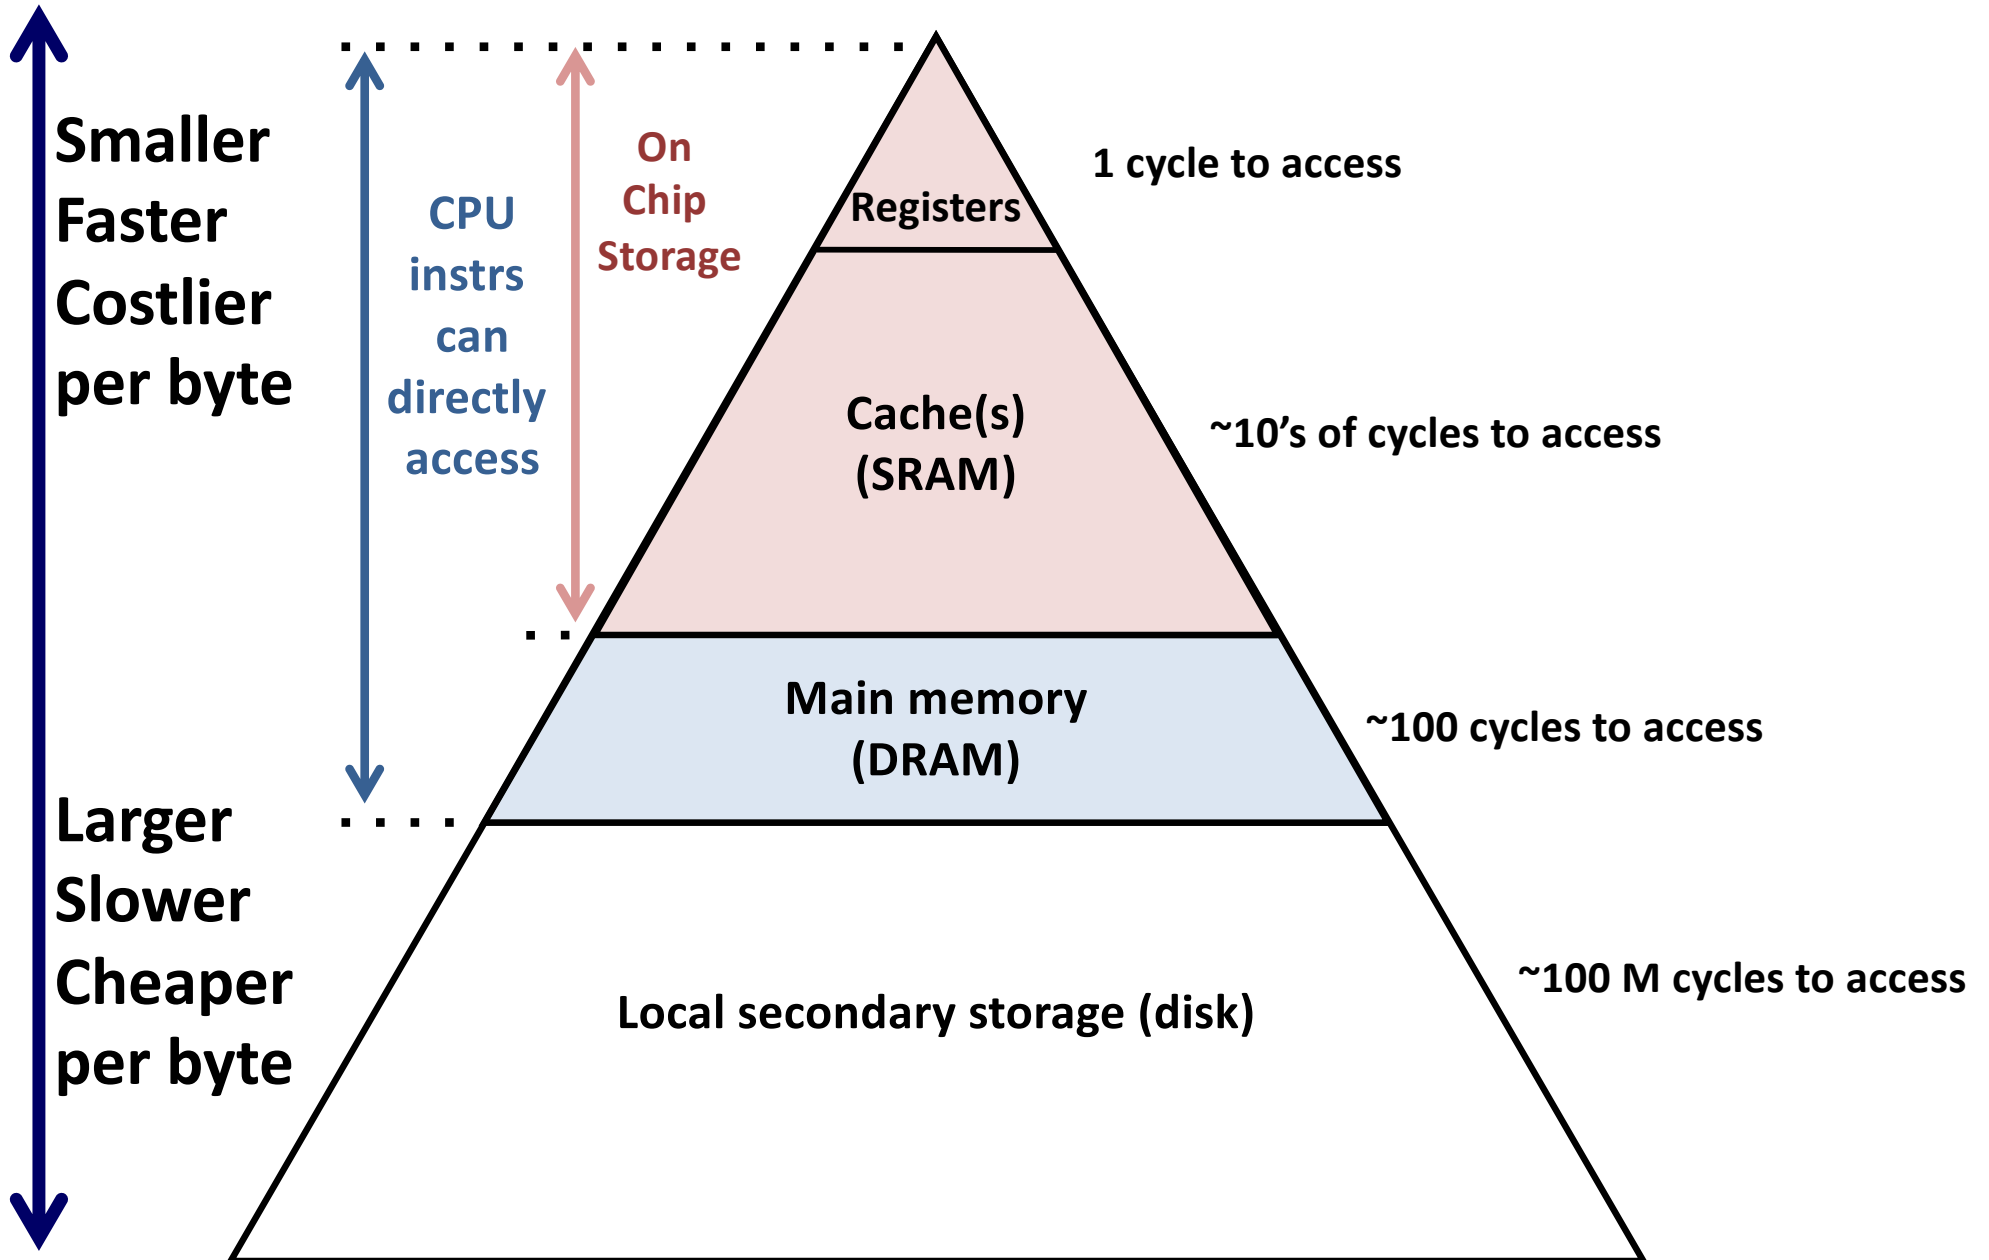 Smaller
Faster
Costlier
per byte
Larger
Slower
Cheaper
per byte
CPU
instrs
can
directly
access
On
Chip
Storage
Registers
1 cycle to access
Cache(s)
(SRAM)
~10’s of cycles to access
Main memory
(DRAM)
~100 cycles to access
Local secondary storage (disk)
~100 M cycles to access